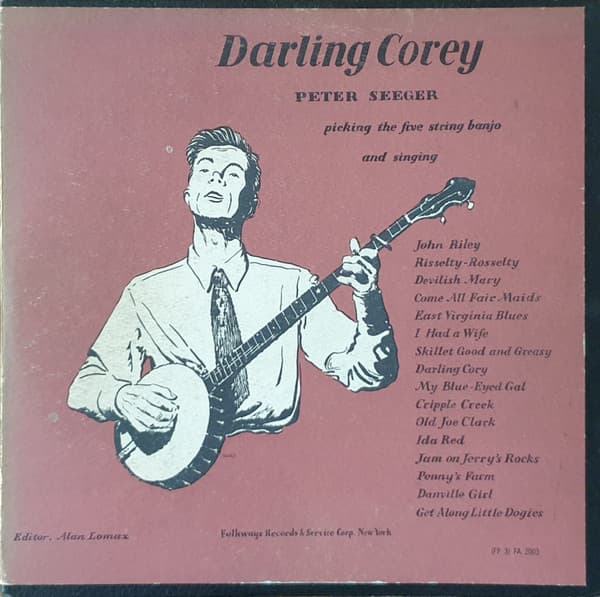 Darling Corey
PETER SEEGER
picking the five string banjo
and singing
John Riley
Risselty-Rosselty
Devilish Mary
Come All Fair Maids
East Virginia Blues
I Had a Wife
Skillet Good and Greasy
Darling Cory
My Blue-Eyed Gal
Cripple Creek
Old Joe Clark
Ida Red
Jam on Jerry's Rocks
Penny's Farm
Danville Girl
Get Along Little Dogies
Editor, Alan Lomax
Folkways Records & Service Corp. New York
(FP 3) FA 2003